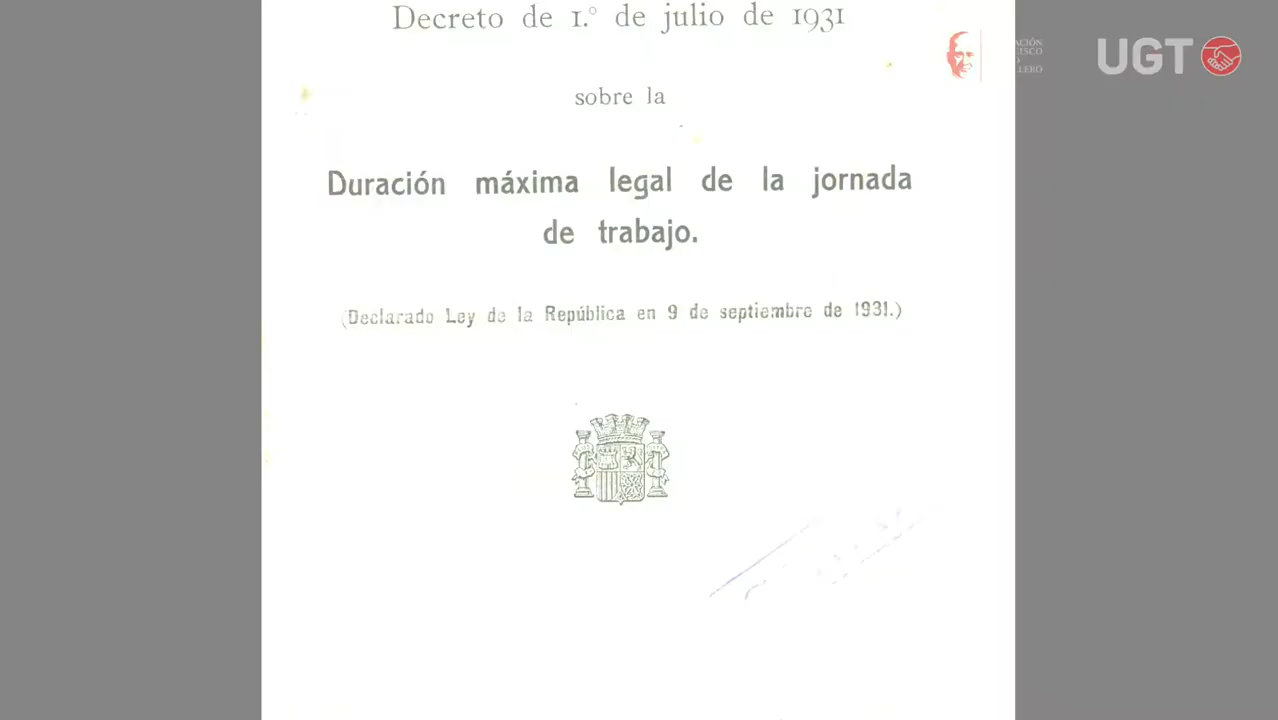 Decreto de 1.º de julio de 1931
sobre la
Duración máxima legal de la jornada
de trabajo.
(Declarado Ley de la República en 9 de septiembre de 1931.)
UGT